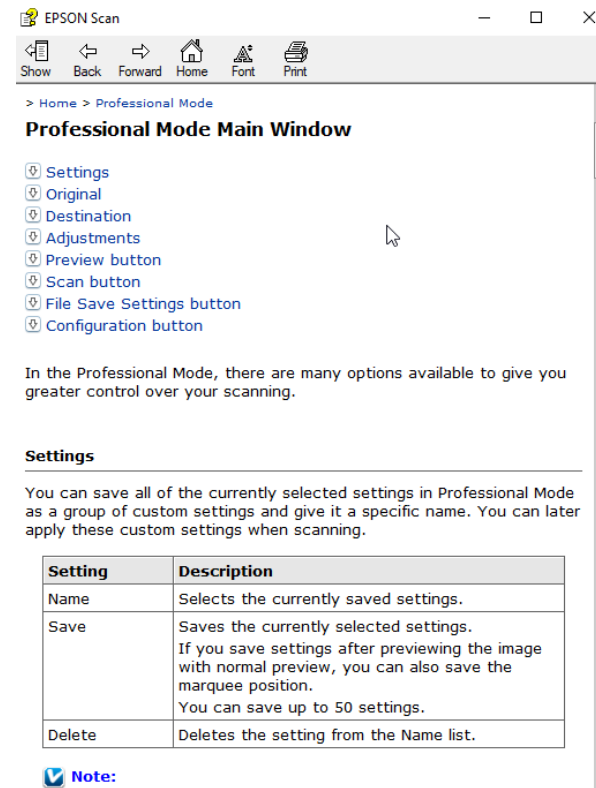 EPSON Scan
Show Back Forward Home Font Print
> Home > Professional Mode
Professional Mode Main Window
Settings
Original
Destination
Adjustments
Preview button
Scan button
File Save Settings button
Configuration button
In the Professional Mode, there are many options available to give you
greater control over your scanning.
Settings
You can save all of the currently selected settings in Professional Mode
as a group of custom settings and give it a specific name. You can later
apply these custom settings when scanning.
Setting Description
Name Selects the currently saved settings.
Save Saves the currently selected settings.
If you save settings after previewing the image
with normal preview, you can also save the
marquee position.
You can save up to 50 settings.
Delete Deletes the setting from the Name list.
Note: